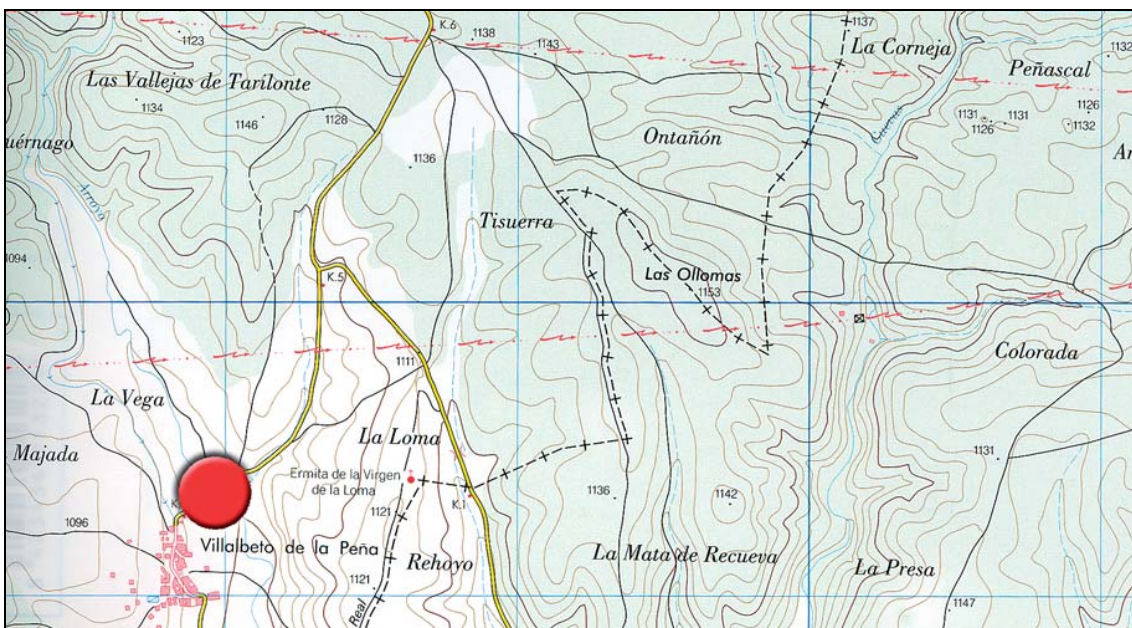 K.6
1138
1137
1123
1143
La Corneja
1132
Peñascal
Las Vallejas de Tarilonte
1134
1146
1128
1131
1131
1126
1126
1132
Cuevas
Ontañón
1136
Arroyo
Tisuerra
1094
K.5
Las Ollomas
1153
1111
Colorada
La Vega
La Loma
Majada
1131
Ermita de la Virgen
de la Loma
K.1
1136
1142
1121
1096
Villalbeto de la Peña
Rehoyo
La Mata de Recueva
La Presa
1121
Real
1147